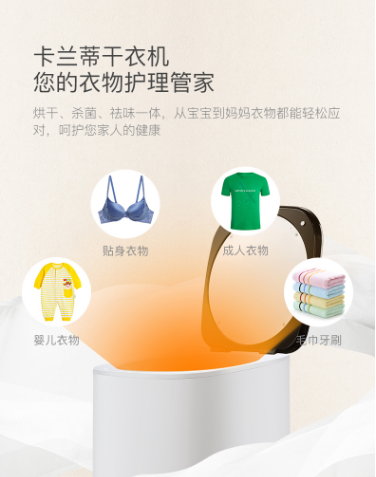 卡兰蒂干衣机
您的衣物护理管家
烘干、杀菌、祛味一体，从宝宝到妈妈衣物都能轻松应
对，呵护您家人的健康
贴身衣物
成人衣物
婴儿衣物
毛巾牙刷